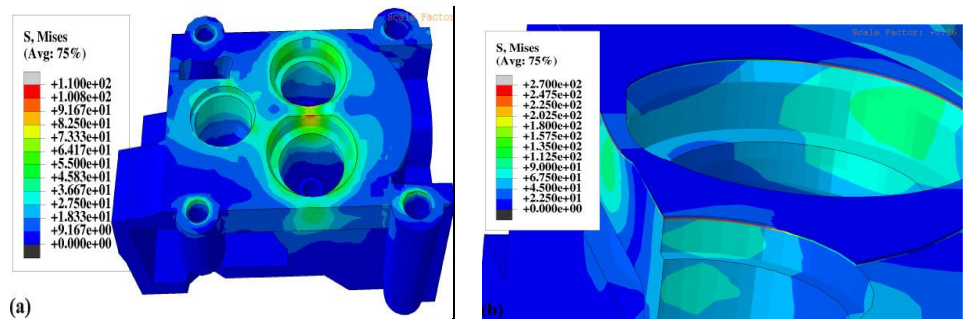 Scale Factor
S, Mises
(Avg: 75%)
+1.100e+02
+1.008e+02
+9.167e+01
+8.250e+01
+7.333e+01
+6.417e+01
+5.500e+01
+4.583e+01
+3.667e+01
+2.750e+01
+1.833e+01
+9.167e+00
+0.000e+00
(a)
Scale Factor:
S, Mises
(Avg: 75%)
+2.700e+02
+2.475e+02
+2.250e+02
+2.025e+02
+1.800e+02
+1.575e+02
+1.350e+02
+1.125e+02
+9.000e+01
+6.750e+01
+4.500e+01
+2.250e+01
+0.000e+00
(b)